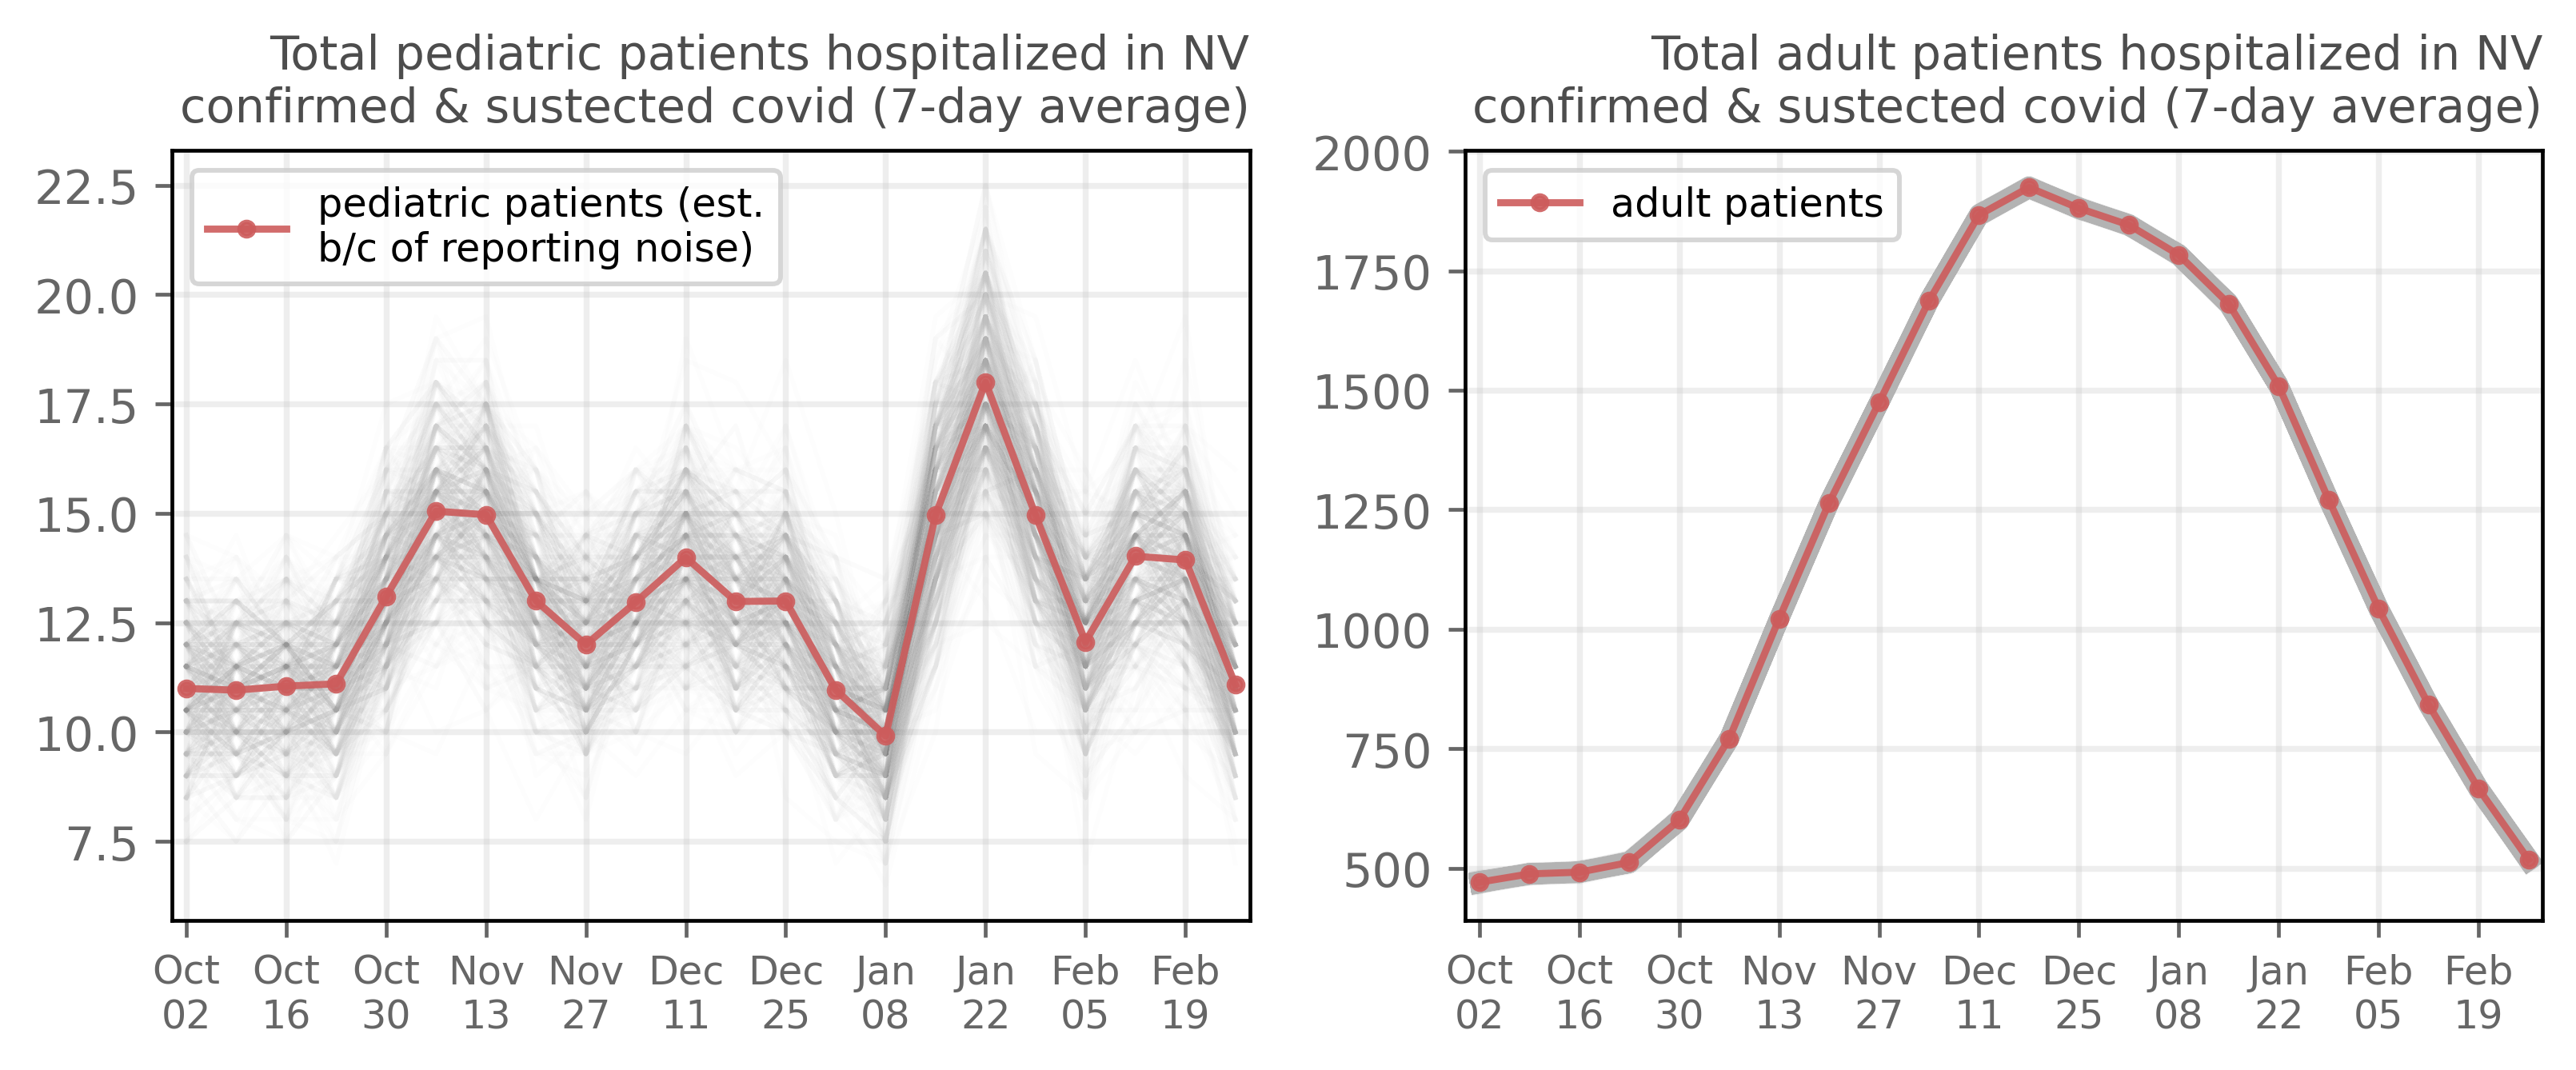 Total pediatric patients hospitalized in NV
confirmed & sustected covid (7-day average)
pediatric patients (est.
b/c of reporting noise)
22.5
20.0
17.5
15.0
12.5
10.0
7.5
Oct Oct Oct Nov Nov Dec Dec Jan Jan Feb Feb
02 16 30 13 27 11 25 08 22 05 19
Total adult patients hospitalized in NV
confirmed & sustected covid (7-day average)
adult patients
2000
1750
1500
1250
1000
750
500
Oct Oct Oct Nov Nov Dec Dec Jan Jan Feb Feb
02 16 30 13 27 11 25 08 22 05 19